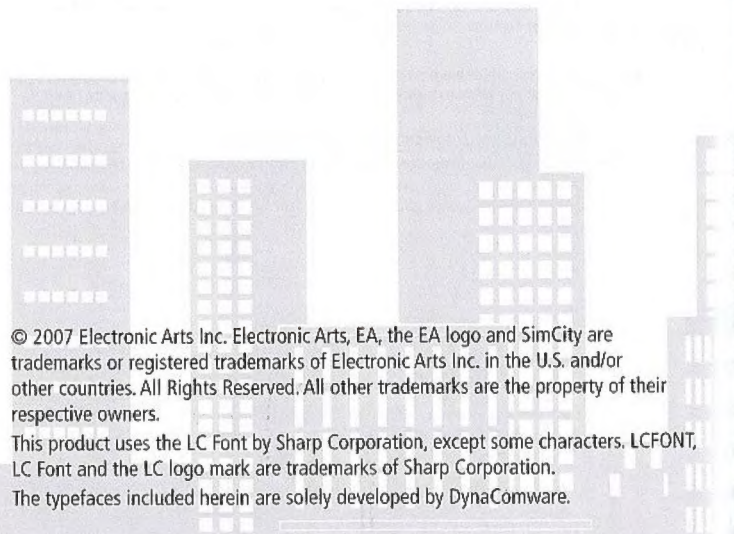 © 2007 Electronic Arts Inc. Electronic Arts, EA, the EA logo and SimCity are
trademarks or registered trademarks of Electronic Arts Inc. in the U.S. and/or
other countries. All Rights Reserved. All other trademarks are the property of their
respective owners.
This product uses the LC Font by Sharp Corporation, except some characters. LCFONT,
LC Font and the LC logo mark are trademarks of Sharp Corporation.
The typefaces included herein are solely developed by DynaComware.